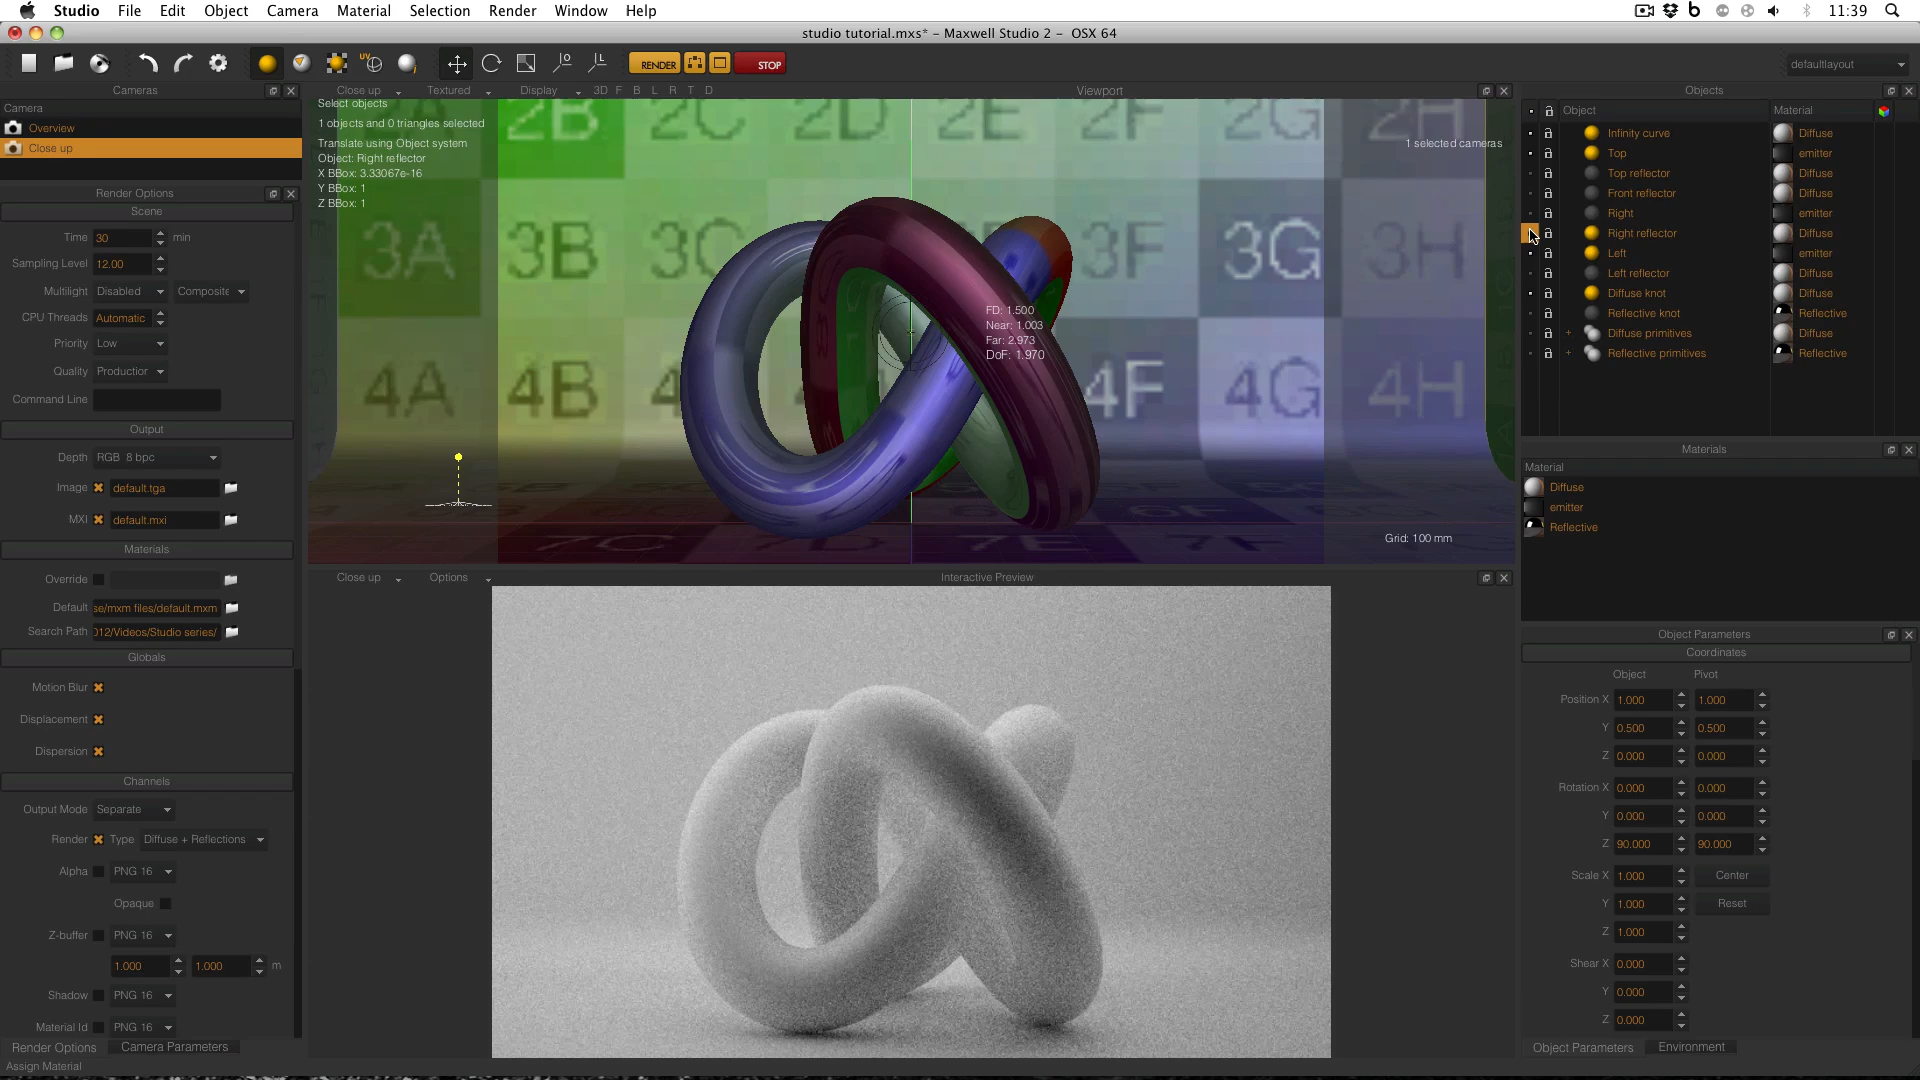 Studio File Edit Object Camera Material Selection Render Window Help 11:39
studio tutorial.mxs* - Maxwell Studio 2 - OSX 64
UV RENDER STOP defaultlayout
Cameras
Camera
Overview
Close up
Render Options
Scene
Time 30 min
Sampling Level 12.00
Multilight Disabled Composite
CPU Threads Automatic
Priority Low
Quality Production
Command Line
Output
Depth RGB 8 bpc
Image default.tga
MXI default.mxi
Materials
Override
Default se/mxm files/default.mxm
Search Path 012/Videos/Studio series/
Globals
Motion Blur
Displacement
Dispersion
Channels
Output Mode Separate
Render Type Diffuse + Reflections
Alpha PNG 16
Opaque
Z-buffer PNG 16
1.000 1.000 m
Shadow PNG 16
Material Id PNG 16
Render Options Camera Parameters
Assign Material
Close up Textured Display 3D F B L R T D Viewport
Select objects
1 objects and 0 triangles selected
Translate using Object system
Object: Right reflector
X BBox: 3.33067e-16
Y BBox: 1
Z BBox: 1
1 selected cameras
2B 2C 2D 2E 2F 2G 2H
3A 3B 3C 3F 3G 3H
4A 4B 4 4F 4G 4H
6F
7C 7D 7E 7F
FD: 1.500
Near: 1.003
Far: 2.973
DoF: 1.970
Grid: 100 mm
Close up Options Interactive Preview
Objects
Object Material
Infinity curve Diffuse
Top emitter
Top reflector Diffuse
Front reflector Diffuse
Right emitter
Right reflector Diffuse
Left emitter
Left reflector Diffuse
Diffuse knot Diffuse
Reflective knot Reflective
+ Diffuse primitives Diffuse
+ Reflective primitives Reflective
Materials
Material
Diffuse
emitter
Reflective
Object Parameters
Coordinates
Object Pivot
Position X 1.000 1.000
Y 0.500 0.500
Z 0.000 0.000
Rotation X 0.000 0.000
Y 0.000 0.000
Z 90.000 90.000
Scale X 1.000 Center
Y 1.000 Reset
Z 1.000
Shear X 0.000
Y 0.000
Z 0.000
Object Parameters Environment